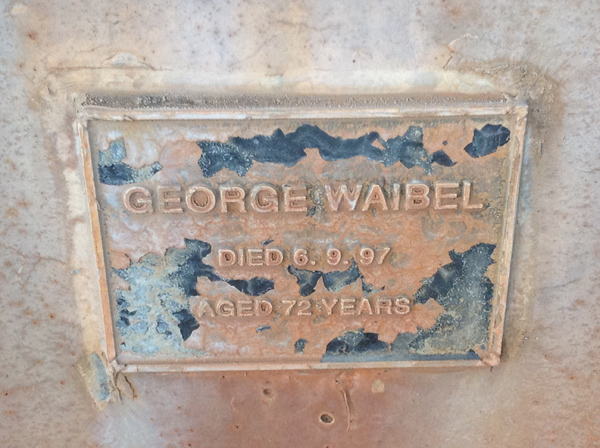 GEORGE WAIBEL
DIED 6. 9. 97
AGED 72 YEARS